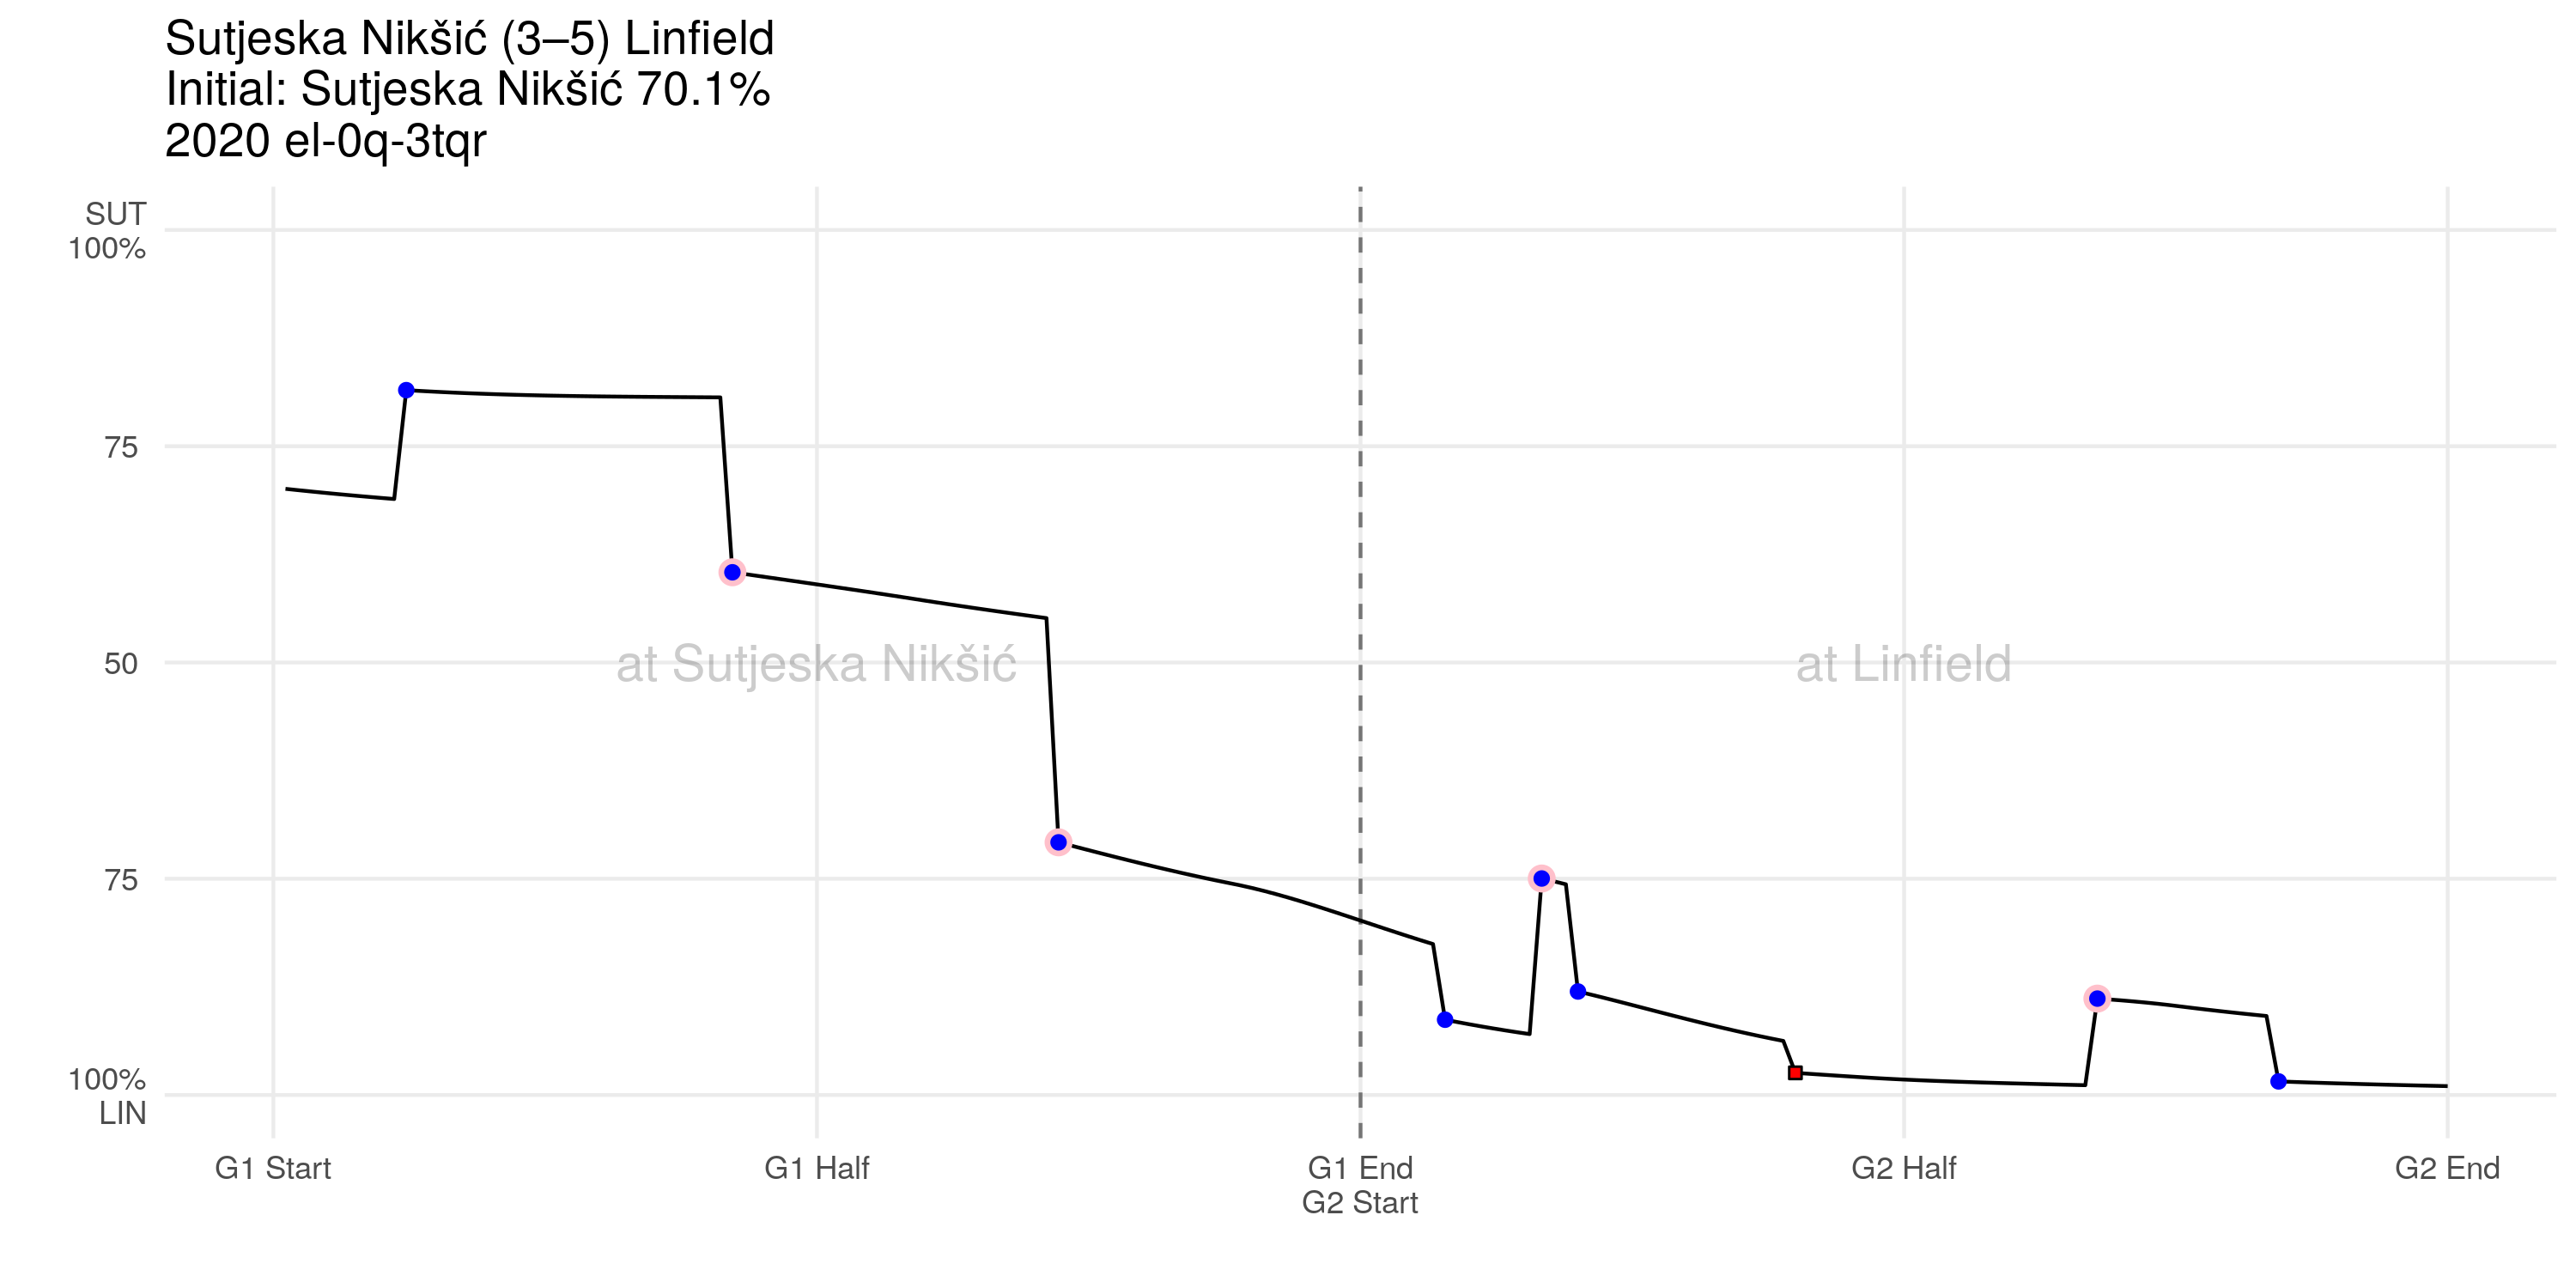 Sutjeska Nikšić (3–5) Linfield
Initial: Sutjeska Nikšić 70.1%
2020 el-0q-3tqr
SUT
100%
75
50
75
100%
LIN
at Sutjeska Nikšić
at Linfield
G1 Start
G1 Half
G1 End
G2 Start
G2 Half
G2 End